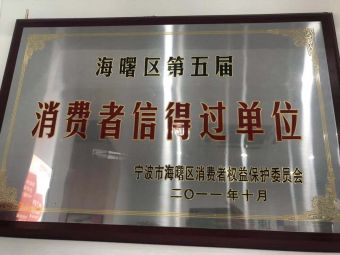 海曙区第五届
消费者信得过单位
宁波市海曙区消费者权益保护委员会
二〇一一年十月